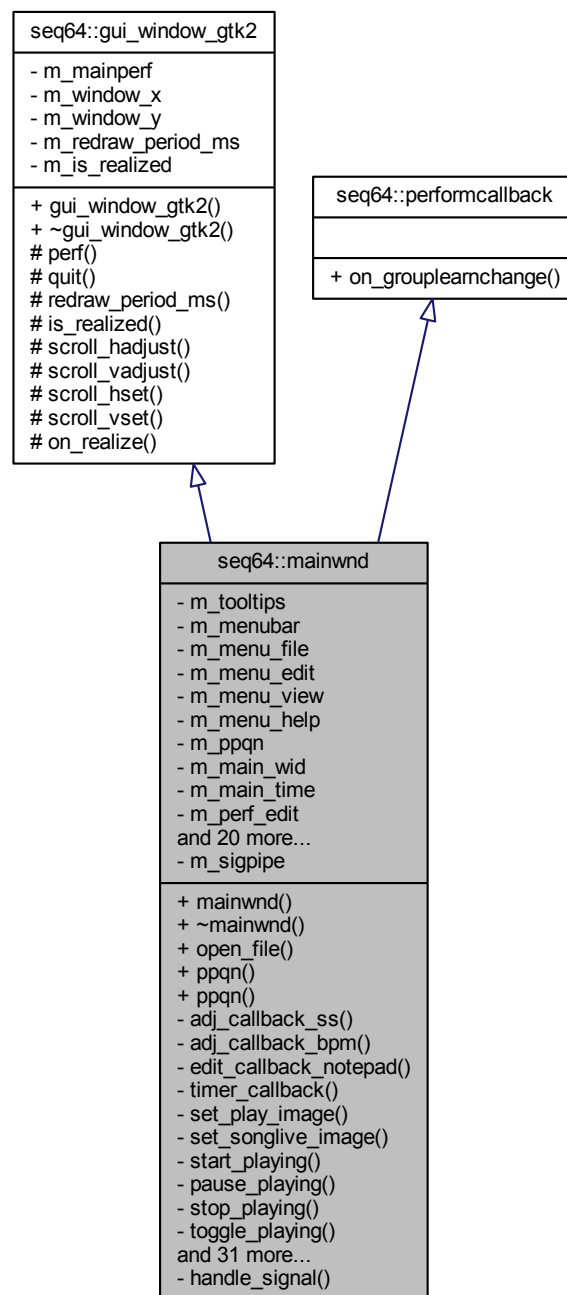 seq64::gui_window_gtk2
- m_mainperf
- m_window_x
- m_window_y
- m_redraw_period_ms
- m_is_realized
+ gui_window_gtk2()
+ ~gui_window_gtk2()
# perf()
# quit()
# redraw_period_ms()
# is_realized()
# scroll_hadjust()
# scroll_vadjust()
# scroll_hset()
# scroll_vset()
# on_realize()
seq64::performcallback
+ on_grouplearnchange()
seq64::mainwnd
- m_tooltips
- m_menubar
- m_menu_file
- m_menu_edit
- m_menu_view
- m_menu_help
- m_ppqn
- m_main_wid
- m_main_time
- m_perf_edit
and 20 more...
- m_sigpipe
+ mainwnd()
+ ~mainwnd()
+ open_file()
+ ppqn()
+ ppqn()
- adj_callback_ss()
- adj_callback_bpm()
- edit_callback_notepad()
- timer_callback()
- set_play_image()
- set_songlive_image()
- start_playing()
- pause_playing()
- stop_playing()
- toggle_playing()
and 31 more...
- handle_signal()